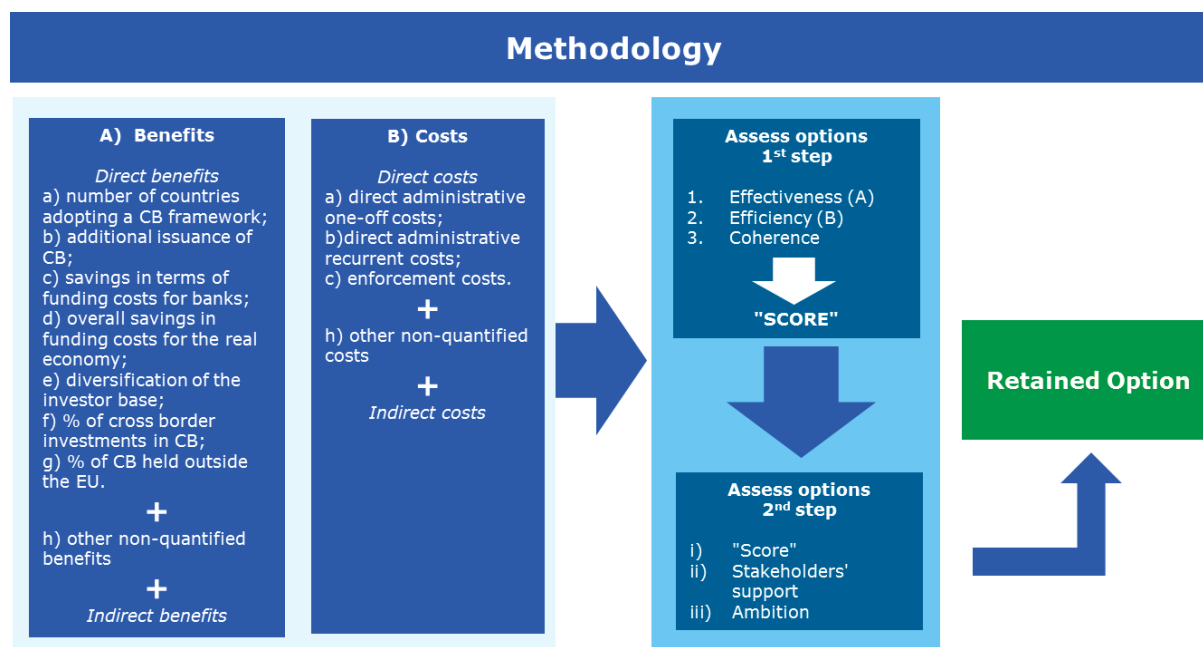 Methodology
A) Benefits
Direct benefits
a) number of countries
adopting a CB framework;
b) additional issuance of
CB;
c) savings in terms of
funding costs for banks;
d) overall savings in
funding costs for the real
economy;
e) diversification of the
investor base;
f) % of cross border
investments in CB;
g) % of CB held outside
the EU.
+
h) other non-quantified
benefits
+
Indirect benefits
B) Costs
Direct costs
a) direct administrative
one-off costs;
b)direct administrative
recurrent costs;
c) enforcement costs.
+
h) other non-quantified
costs
+
Indirect costs
Assess options
1st step
1. Effectiveness (A)
2. Efficiency (B)
3. Coherence
"SCORE"
Assess options
2nd step
i) "Score"
ii) Stakeholders'
support
iii) Ambition
Retained Option